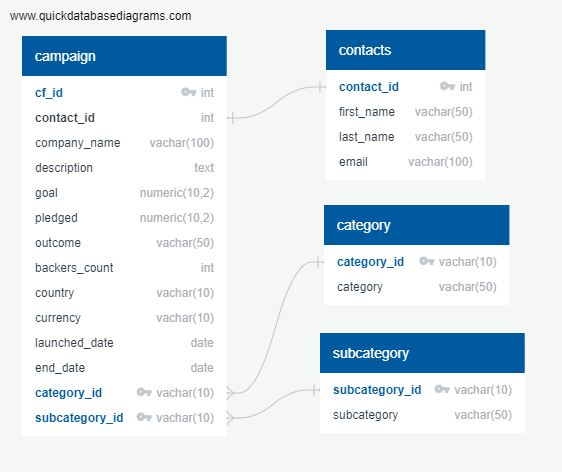 www.quickdatabasediagrams.com
campaign
cf_id int
contact_id int
company_name vachar(100)
description text
goal numeric(10,2)
pledged numeric(10,2)
outcome vachar(50)
backers_count int
country vachar(10)
currency vachar(10)
launched_date date
end_date date
category_id vachar(10)
subcategory_id vachar(10)
contacts
contact_id int
first_name vachar(50)
last_name vachar(50)
email vachar(100)
category
category_id vachar(10)
category vachar(50)
subcategory
subcategory_id vachar(10)
subcategory vachar(50)